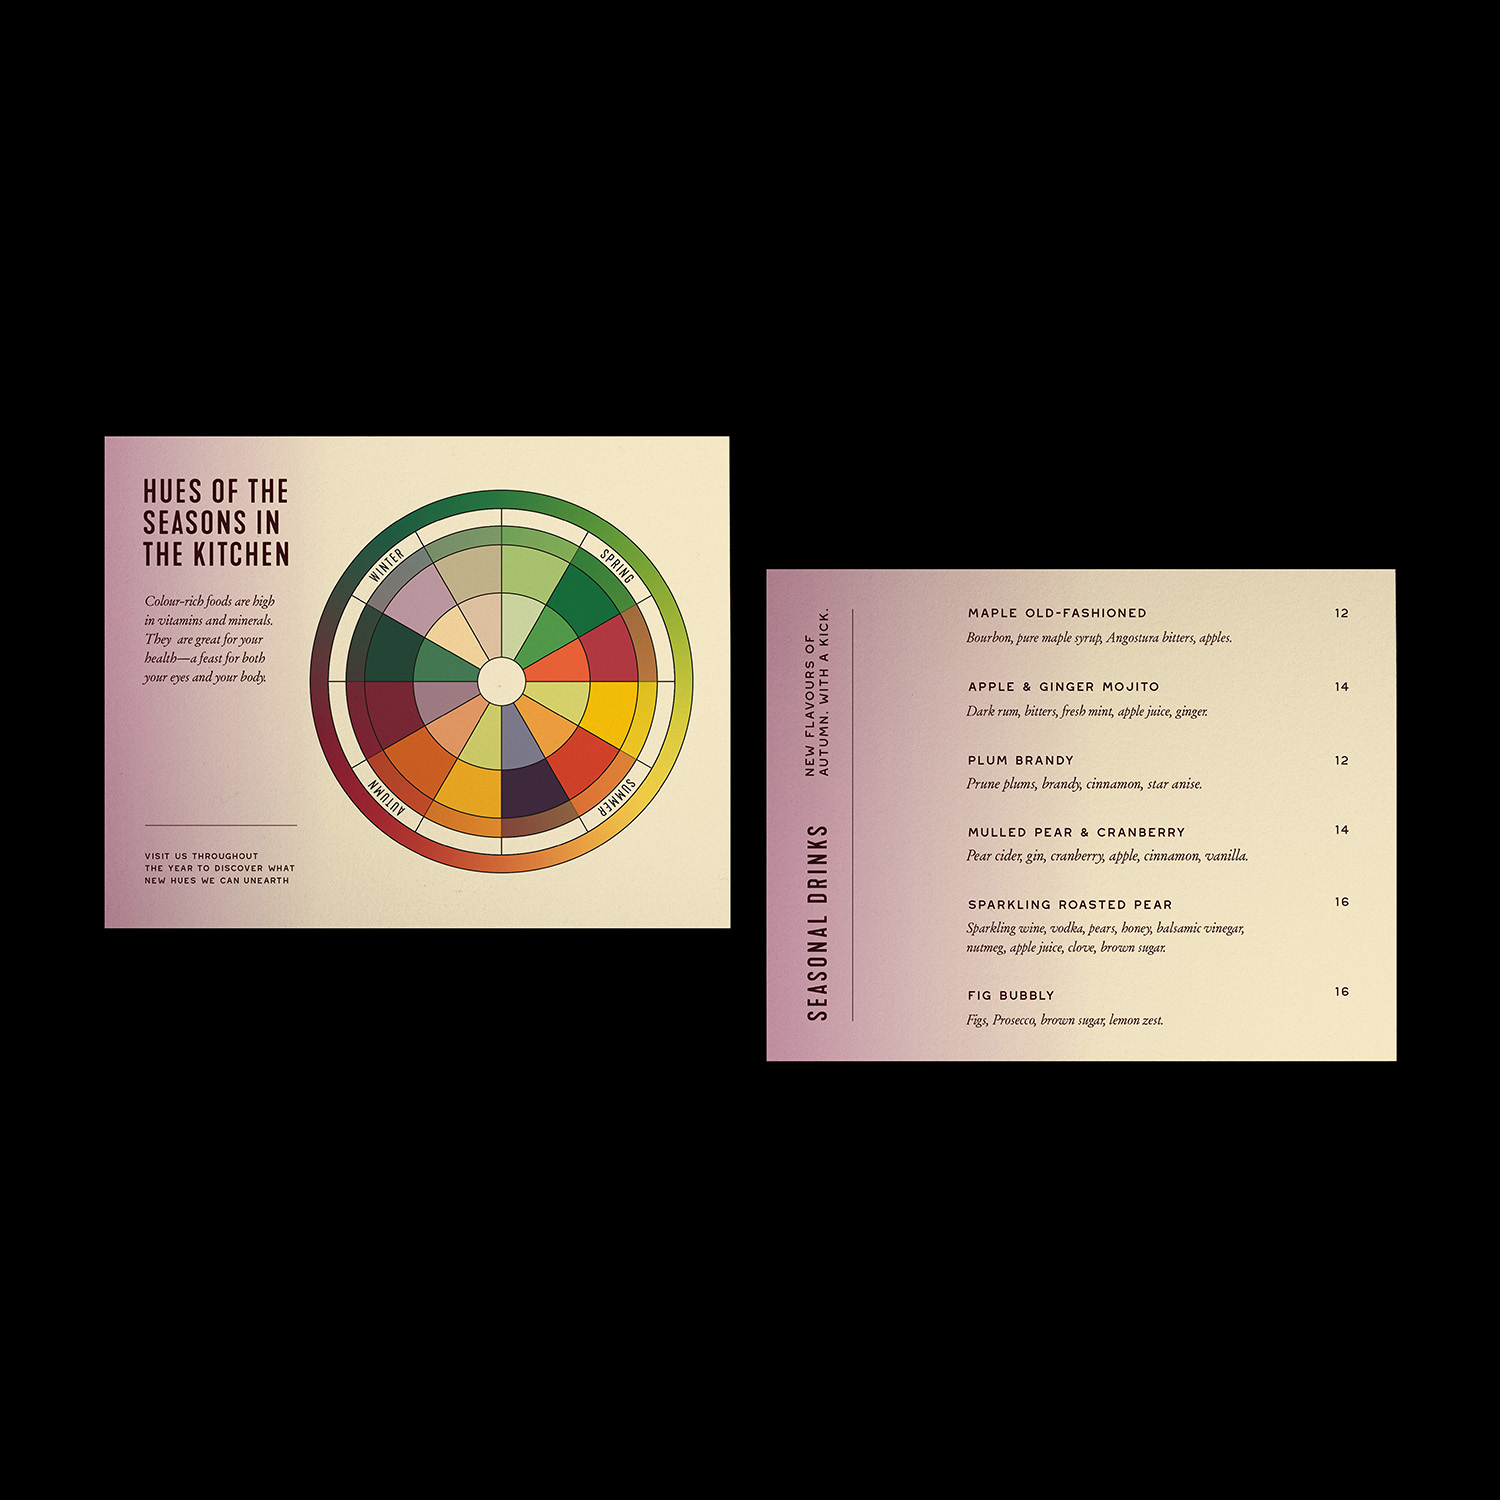 HUES OF THE
SEASONS IN
THE KITCHEN
Colour-rich foods are high
in vitamins and minerals.
They are great for your
health—a feast for both
your eyes and your body.
VISIT US THROUGHOUT
THE YEAR TO DISCOVER WHAT
NEW HUES WE CAN UNEARTH
WINTER
SPRING
AUTUMN
SUMMER
SEASONAL DRINKS
NEW FLAVOURS OF
AUTUMN. WITH A KICK.
MAPLE OLD-FASHIONED 12
Bourbon, pure maple syrup, Angostura bitters, apples.
APPLE & GINGER MOJITO 14
Dark rum, bitters, fresh mint, apple juice, ginger.
PLUM BRANDY 12
Prune plums, brandy, cinnamon, star anise.
MULLED PEAR & CRANBERRY 14
Pear cider, gin, cranberry, apple, cinnamon, vanilla.
SPARKLING ROASTED PEAR 16
Sparkling wine, vodka, pears, honey, balsamic vinegar,
nutmeg, apple juice, clove, brown sugar.
FIG BUBBLY 16
Figs, Prosecco, brown sugar, lemon zest.